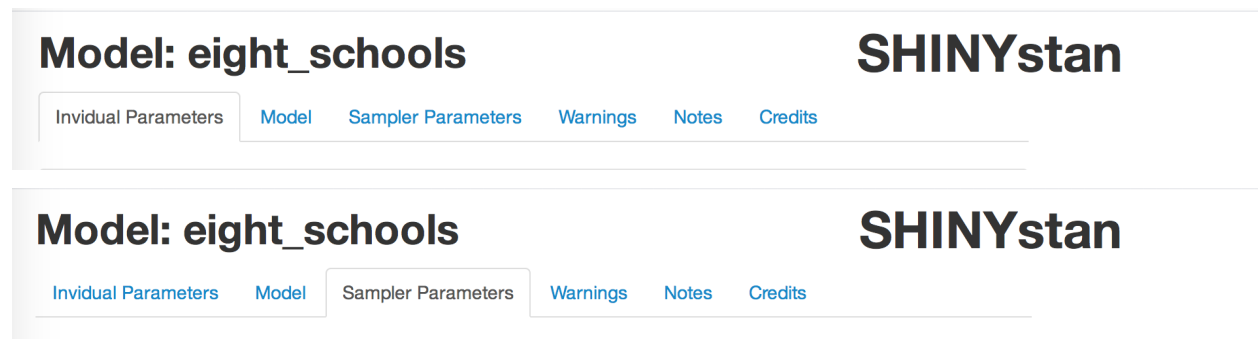 Model: eight_schools SHINYstan
Invidual Parameters Model Sampler Parameters Warnings Notes Credits
Model: eight_schools SHINYstan
Invidual Parameters Model Sampler Parameters Warnings Notes Credits